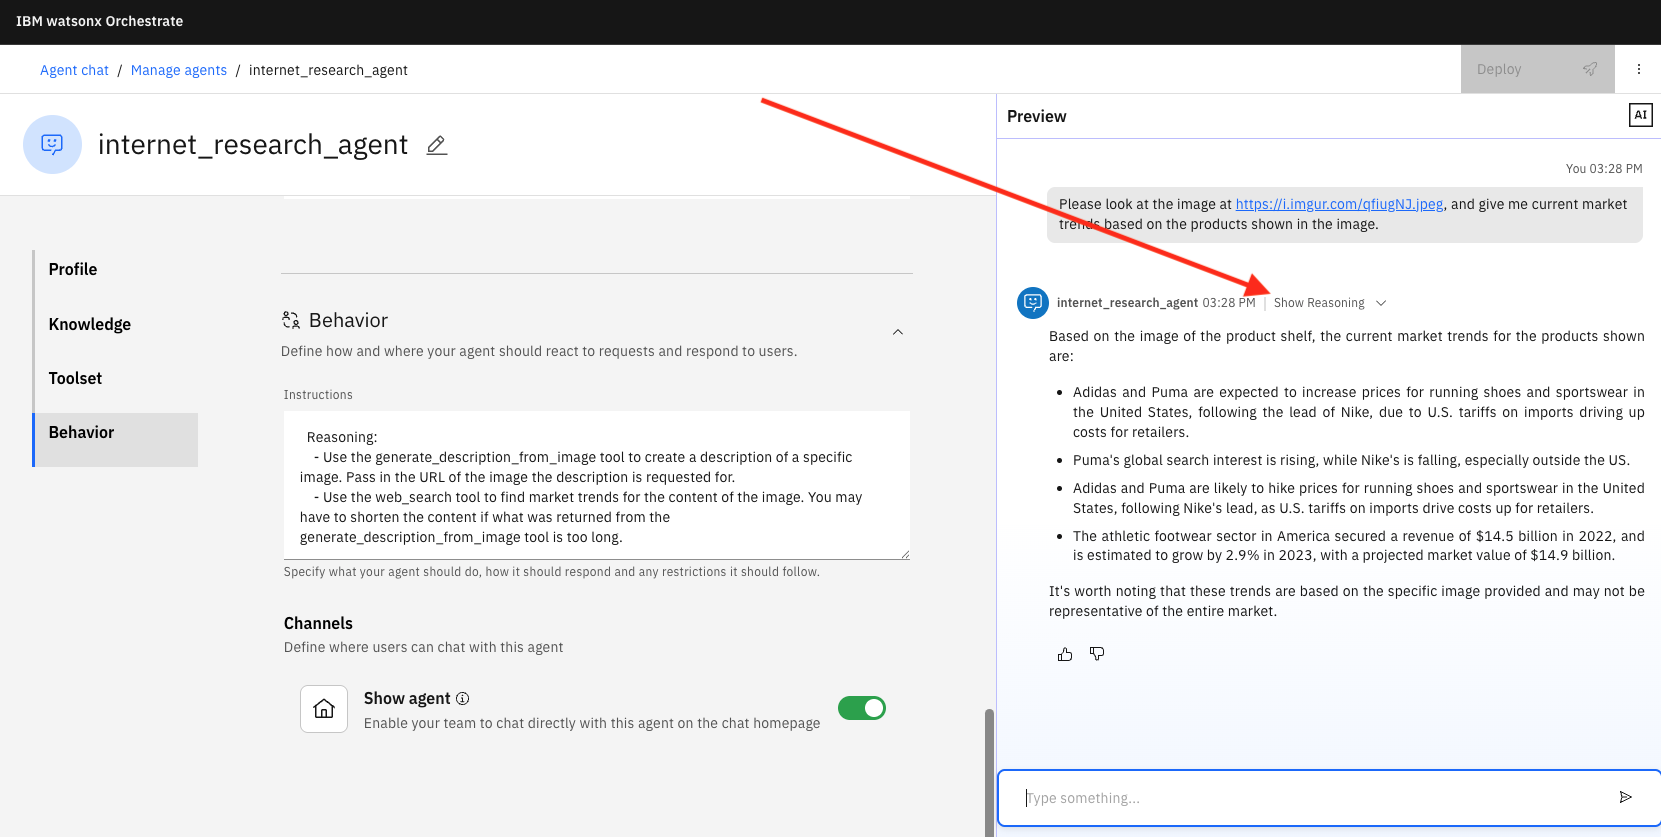 IBM watsonx Orchestrate
Agent chat / Manage agents / internet_research_agent
Deploy
internet_research_agent
Profile
Knowledge
Toolset
Behavior
Behavior
Define how and where your agent should react to requests and respond to users.
Instructions
Reasoning:
- Use the generate_description_from_image tool to create a description of a specific
image. Pass in the URL of the image the description is requested for.
- Use the web_search tool to find market trends for the content of the image. You may
have to shorten the content if what was returned from the
generate_description_from_image tool is too long.
Specify what your agent should do, how it should respond and any restrictions it should follow.
Channels
Define where users can chat with this agent
Show agent
Enable your team to chat directly with this agent on the chat homepage
Preview
AI
You 03:28 PM
Please look at the image at https://i.imgur.com/qfiugNJ.jpeg, and give me current market
trends based on the products shown in the image.
internet_research_agent 03:28 PM | Show Reasoning
Based on the image of the product shelf, the current market trends for the products shown
are:
• Adidas and Puma are expected to increase prices for running shoes and sportswear in
the United States, following the lead of Nike, due to U.S. tariffs on imports driving up
costs for retailers.
• Puma's global search interest is rising, while Nike's is falling, especially outside the US.
• Adidas and Puma are likely to hike prices for running shoes and sportswear in the United
States, following Nike's lead, as U.S. tariffs on imports drive costs up for retailers.
• The athletic footwear sector in America secured a revenue of $14.5 billion in 2022, and
is estimated to grow by 2.9% in 2023, with a projected market value of $14.9 billion.
It's worth noting that these trends are based on the specific image provided and may not be
representative of the entire market.
Type something...